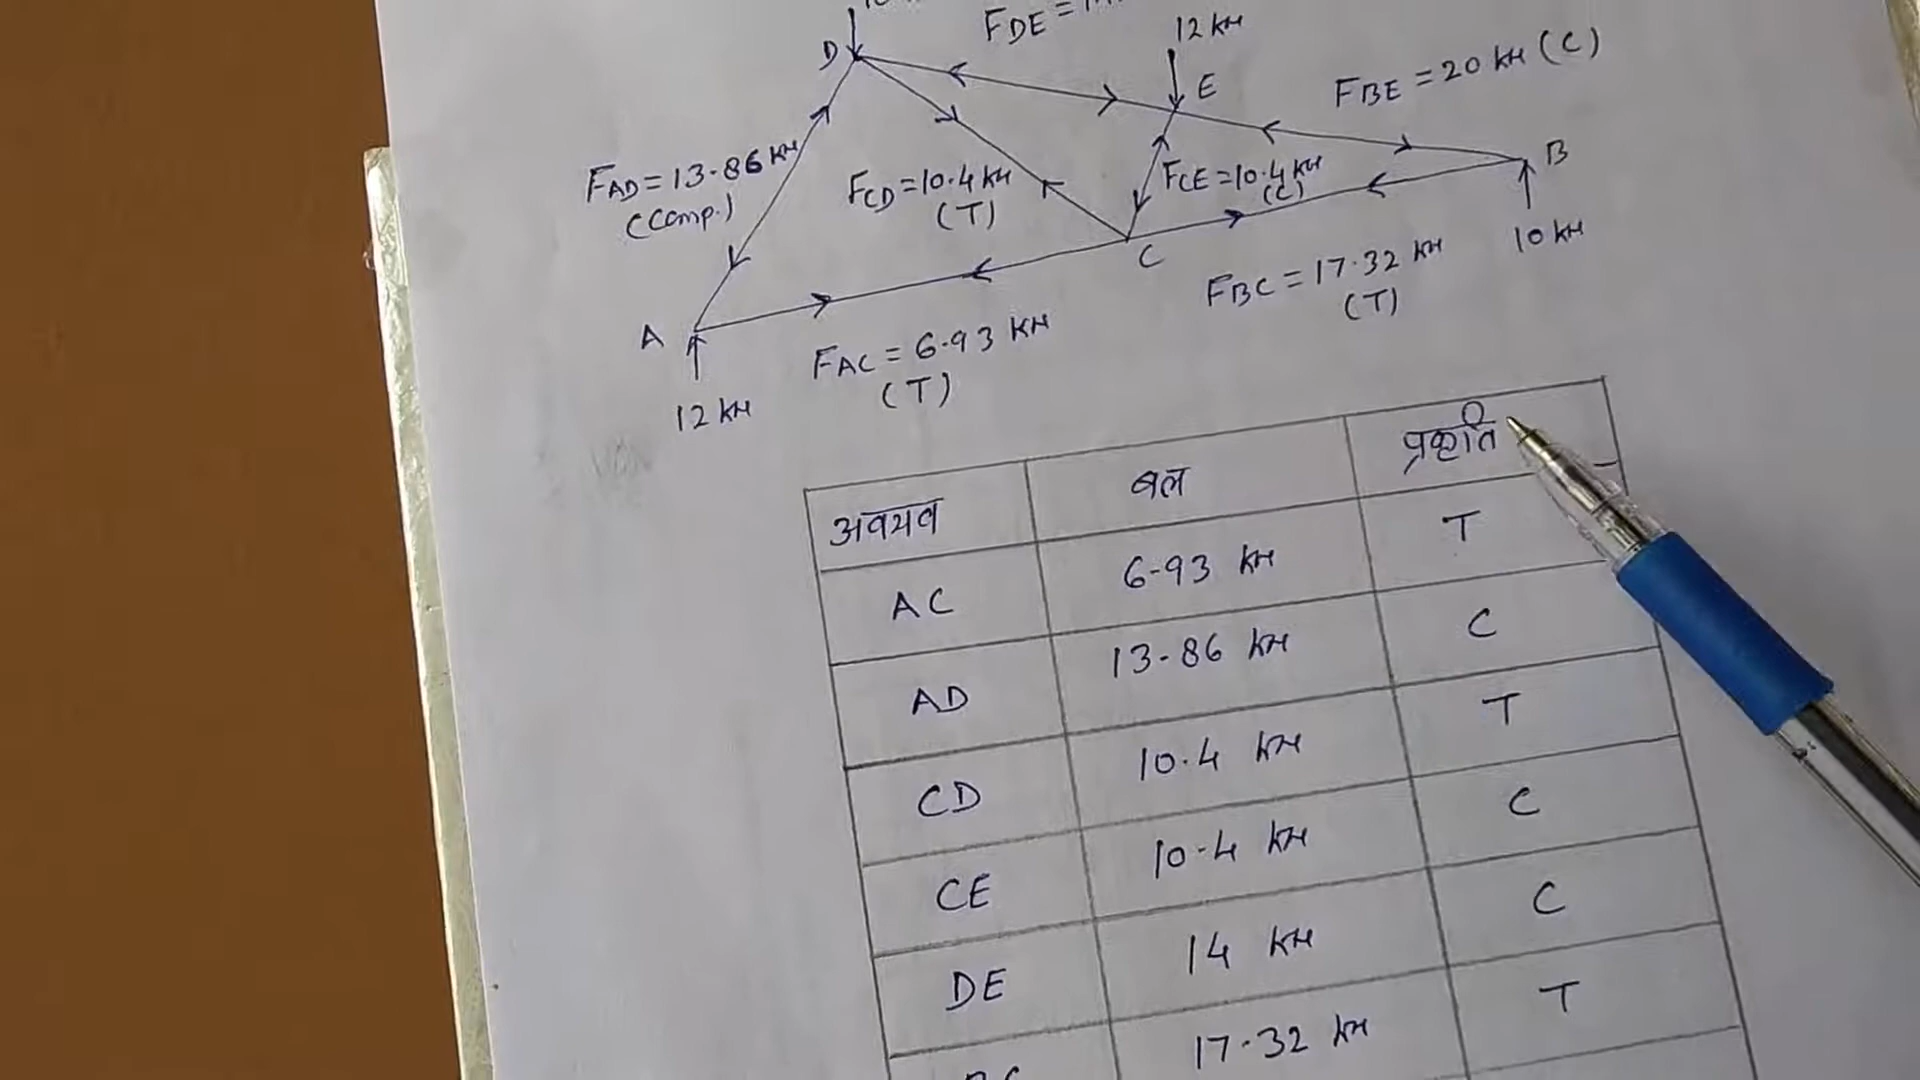 FDE =
12 KN
D
E
FBE = 20 KN (C)
B
FAD = 13.86 KN
(Comp.)
FCD = 10.4 KN
(T)
FCE = 10.4 KN
(C)
10 KN
C
FBC = 17.32 KN
(T)
A
FAC = 6.93 KN
(T)
12 KN
अवयव बल प्रकृति
AC 6.93 KN T
AD 13.86 KN C
CD 10.4 KN T
CE 10.4 KN C
DE 14 KN C
17.32 KN T